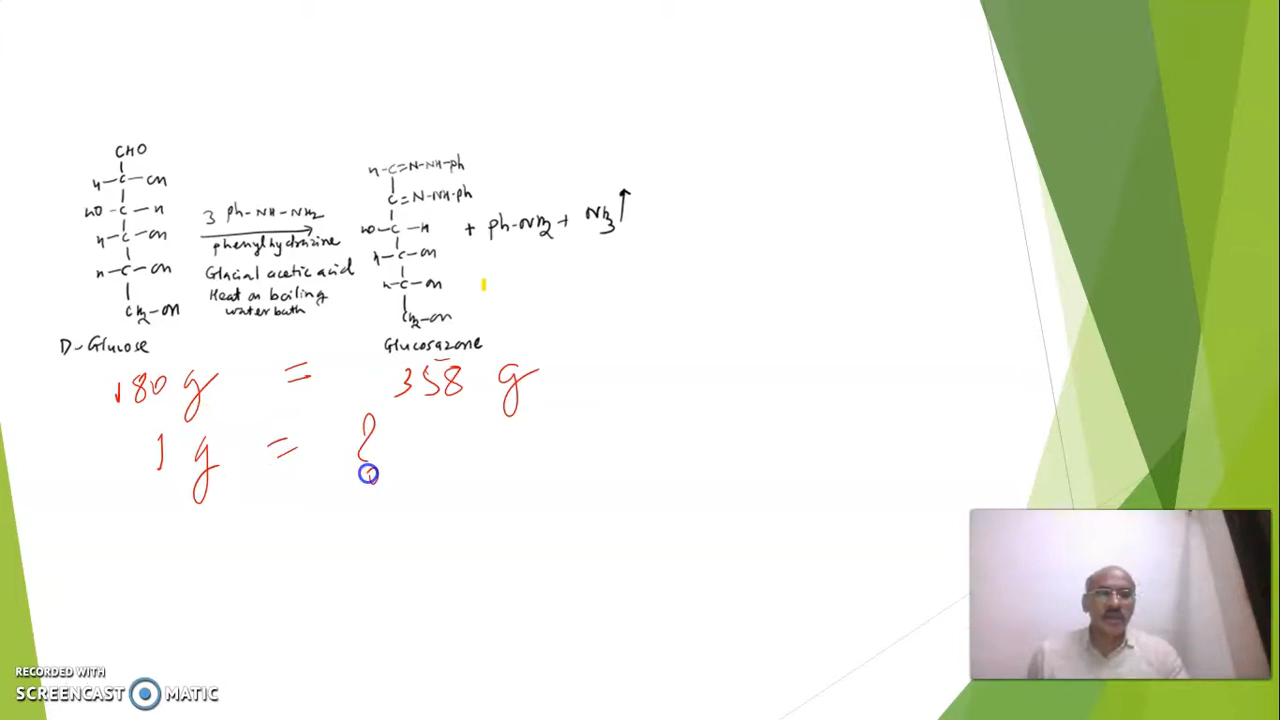 CHO
H-C-OH
HO-C-H
H-C-OH
H-C-OH
CH2-OH
D-Glucose
3 Ph-NH-NH2
phenylhydrazine
Glacial acetic acid
Heat on boiling
water bath
H-C=N-NH-ph
C=N-NH-ph
HO-C-H
H-C-OH
H-C-OH
CH2-OH
Glucosazone
+ ph-NH2 + NH3 ↑
180 g = 358 g
1 g = ?
RECORDED WITH
SCREENCAST MATIC